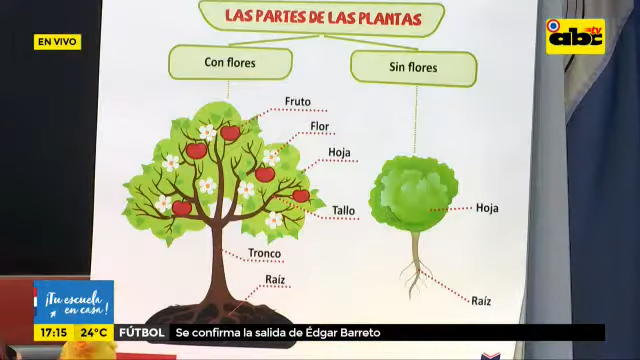 LAS PARTES DE LAS PLANTAS
EN VIVO
abc tv
Con flores
Sin flores
Fruto
Flor
Hoja
Tallo
Hoja
Tronco
Raíz
Raíz
¡Tu escuela
en casa!
17:15 24°C FÚTBOL Se confirma la salida de Édgar Barreto